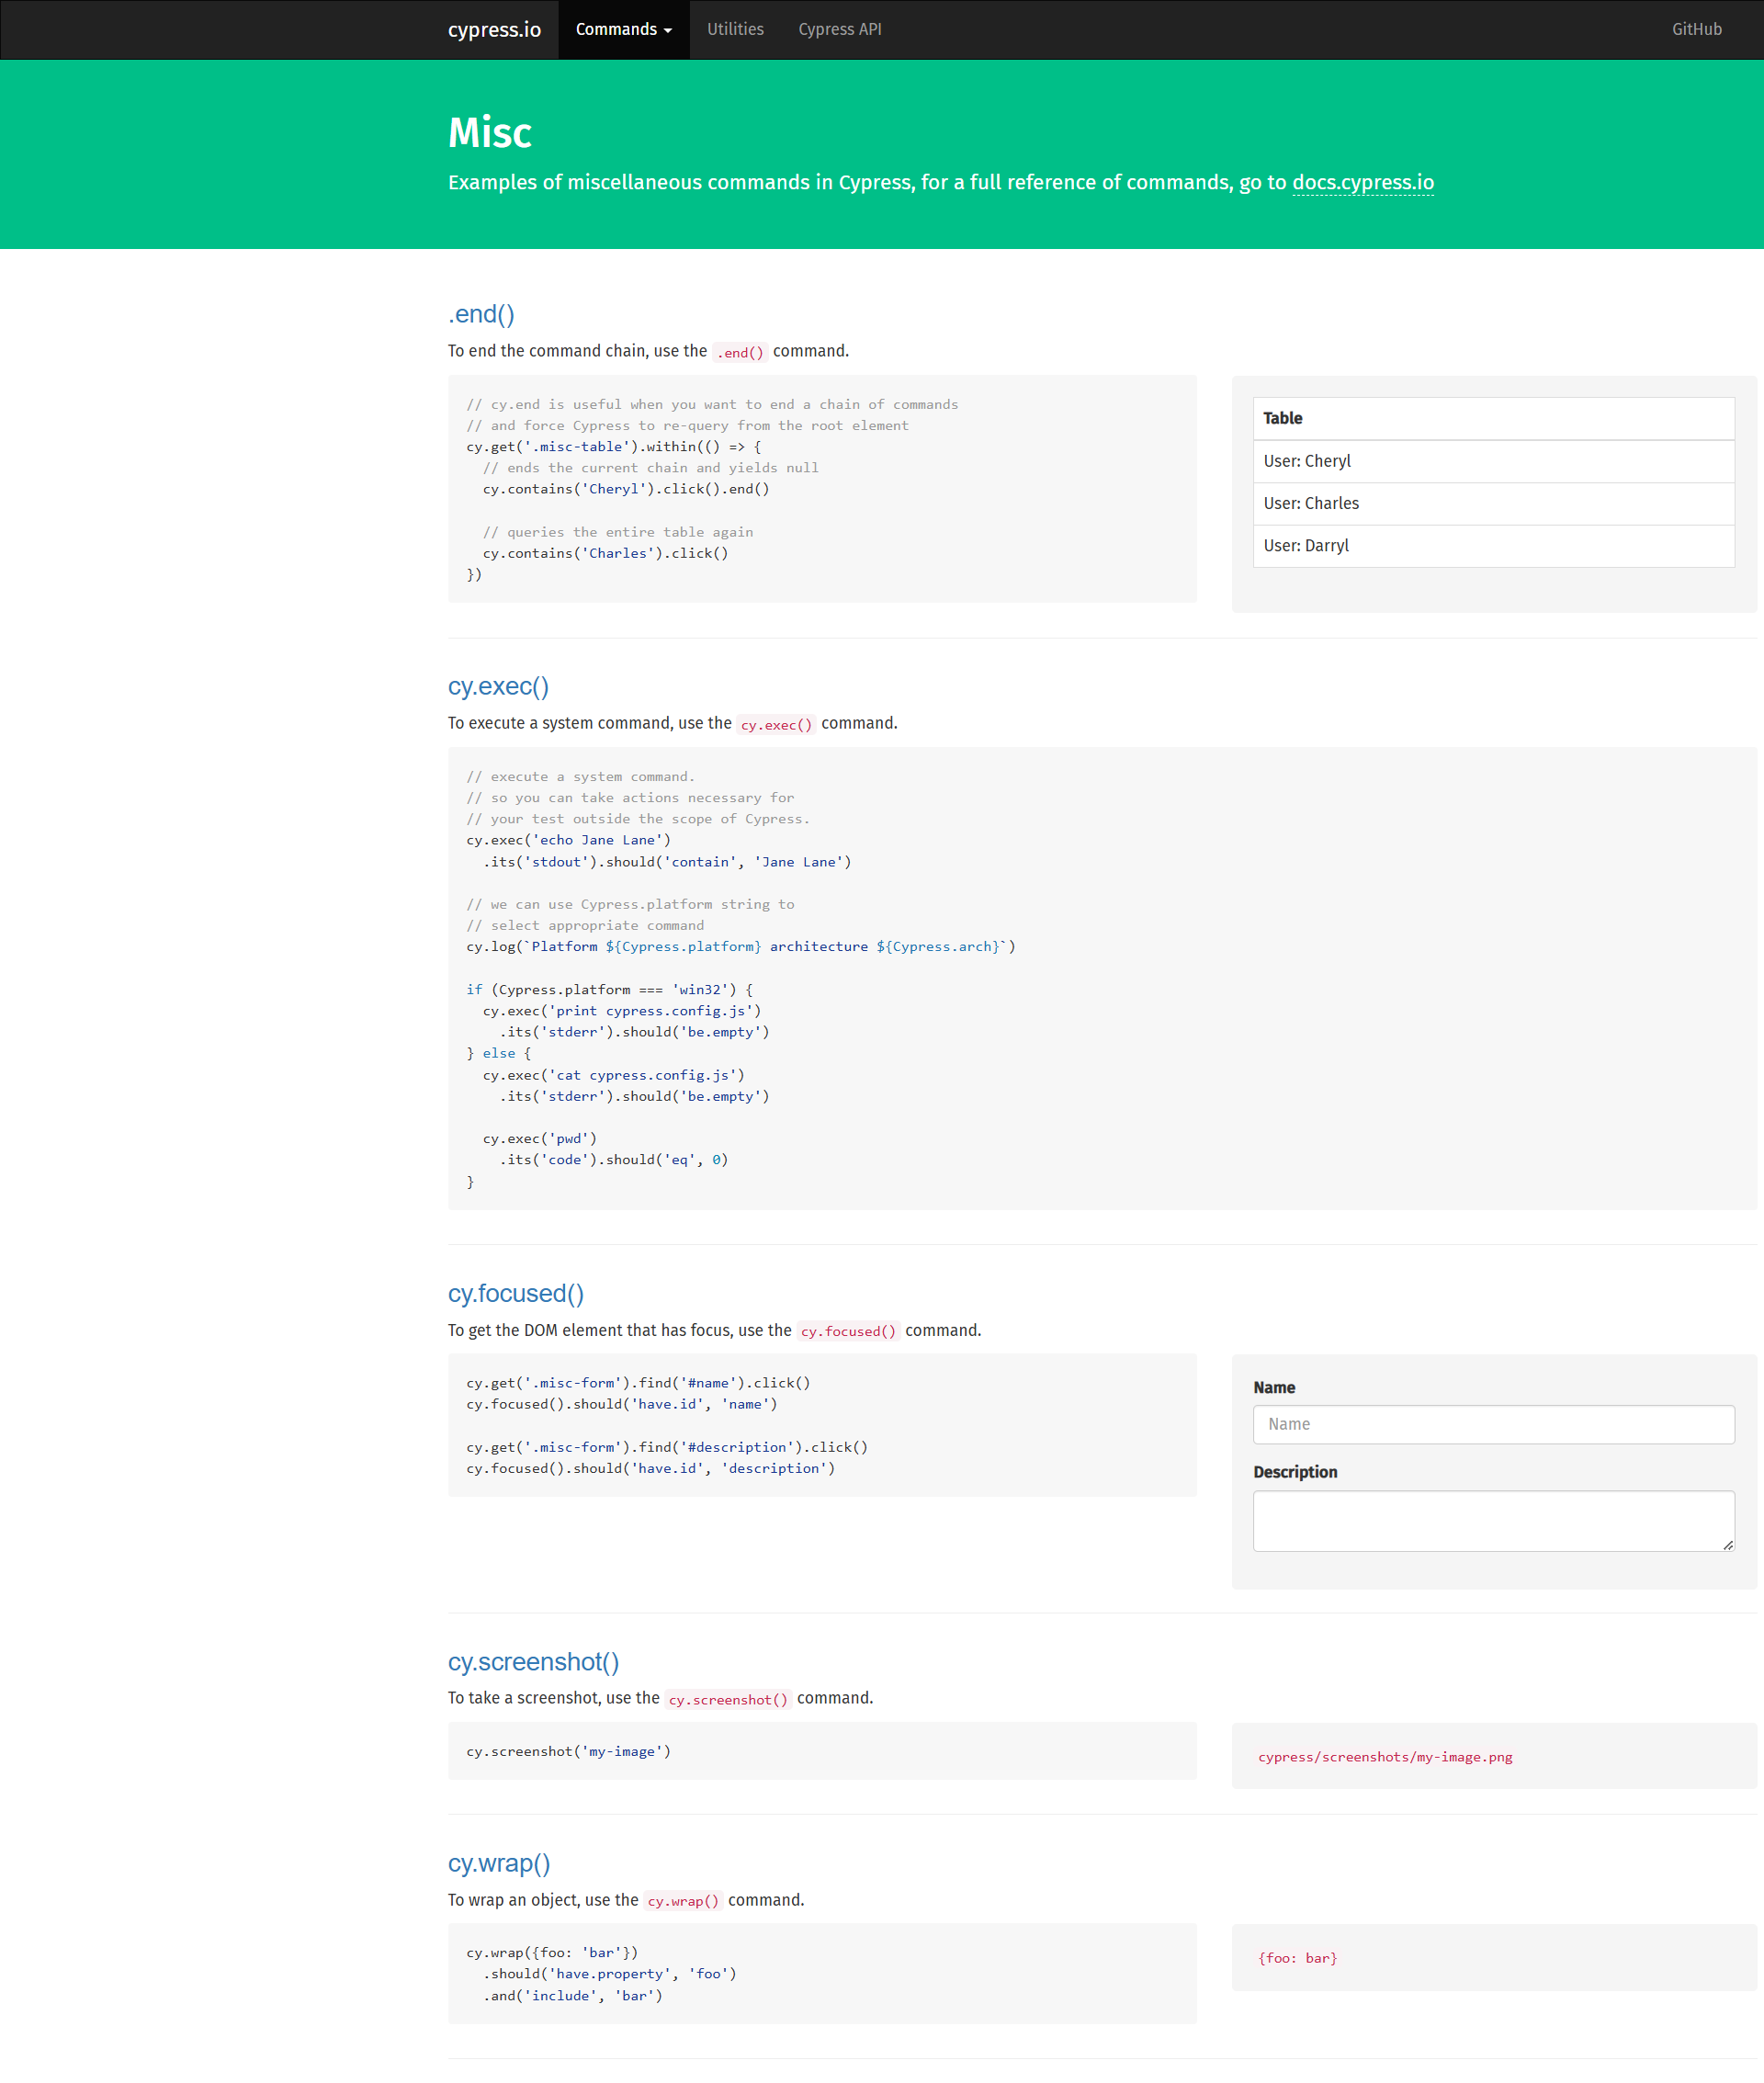 cypress.io Commands Utilities Cypress API GitHub
Misc
Examples of miscellaneous commands in Cypress, for a full reference of commands, go to docs.cypress.io
.end()
To end the command chain, use the .end() command.
// cy.end is useful when you want to end a chain of commands
// and force Cypress to re-query from the root element
cy.get('.misc-table').within(() => {
  // ends the current chain and yields null
  cy.contains('Cheryl').click().end()

  // queries the entire table again
  cy.contains('Charles').click()
})
Table
User: Cheryl
User: Charles
User: Darryl
cy.exec()
To execute a system command, use the cy.exec() command.
// execute a system command.
// so you can take actions necessary for
// your test outside the scope of Cypress.
cy.exec('echo Jane Lane')
  .its('stdout').should('contain', 'Jane Lane')

// we can use Cypress.platform string to
// select appropriate command
cy.log(`Platform ${Cypress.platform} architecture ${Cypress.arch}`)

if (Cypress.platform === 'win32') {
  cy.exec('print cypress.config.js')
    .its('stderr').should('be.empty')
} else {
  cy.exec('cat cypress.config.js')
    .its('stderr').should('be.empty')

  cy.exec('pwd')
    .its('code').should('eq', 0)
}
cy.focused()
To get the DOM element that has focus, use the cy.focused() command.
cy.get('.misc-form').find('#name').click()
cy.focused().should('have.id', 'name')

cy.get('.misc-form').find('#description').click()
cy.focused().should('have.id', 'description')
Name
Name
Description
cy.screenshot()
To take a screenshot, use the cy.screenshot() command.
cy.screenshot('my-image')
cypress/screenshots/my-image.png
cy.wrap()
To wrap an object, use the cy.wrap() command.
cy.wrap({foo: 'bar'})
  .should('have.property', 'foo')
  .and('include', 'bar')
{foo: bar}